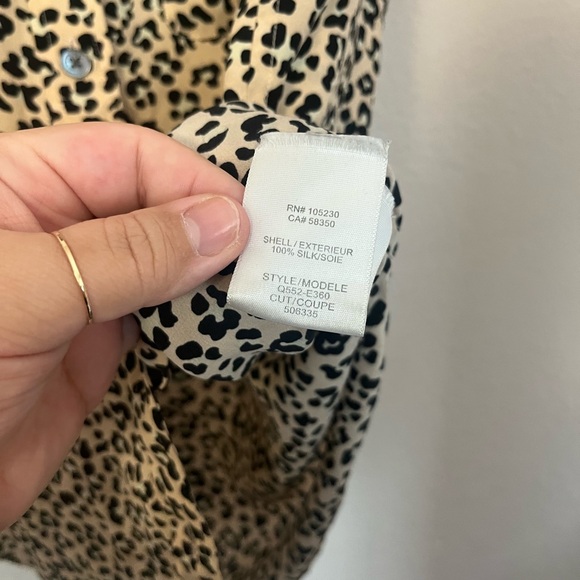 RN# 105230
CA# 58350
SHELL/EXTERIEUR
100% SILK/SOIE
STYLE/MODELE
Q552-E360
CUT/COUPE
506335